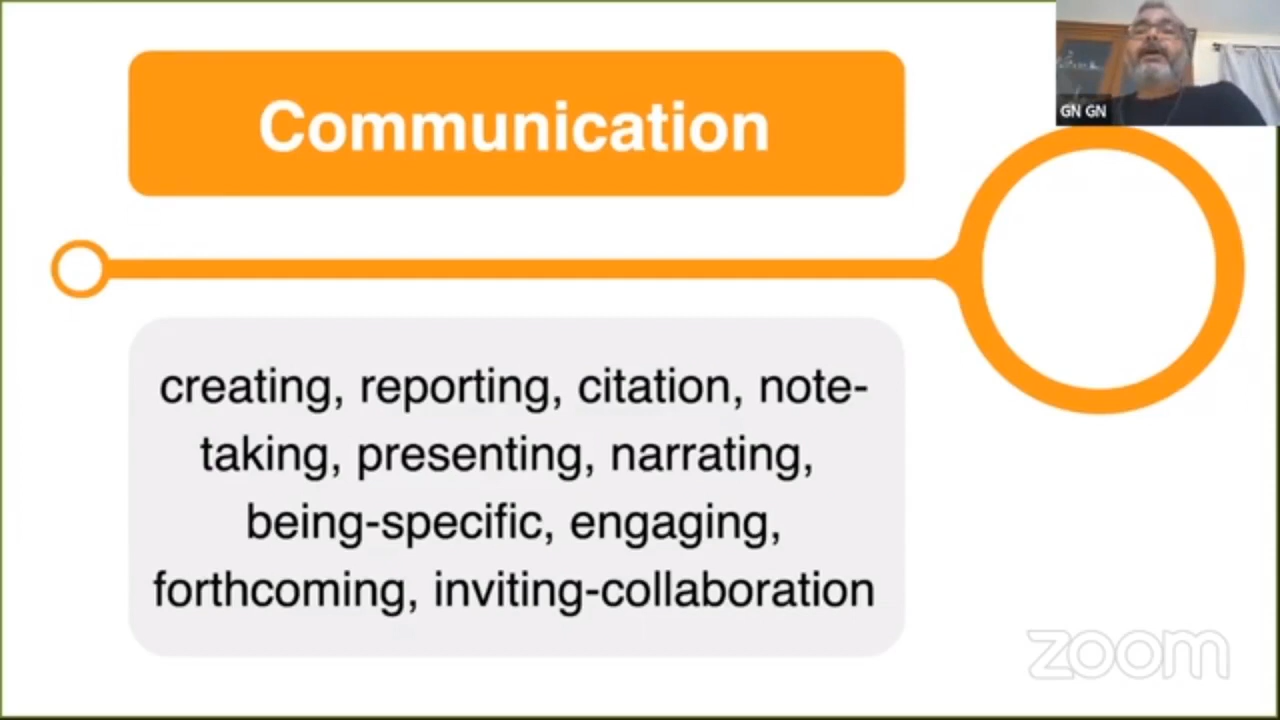 Communication
GN GN
creating, reporting, citation, note-
taking, presenting, narrating,
being-specific, engaging,
forthcoming, inviting-collaboration
zoom